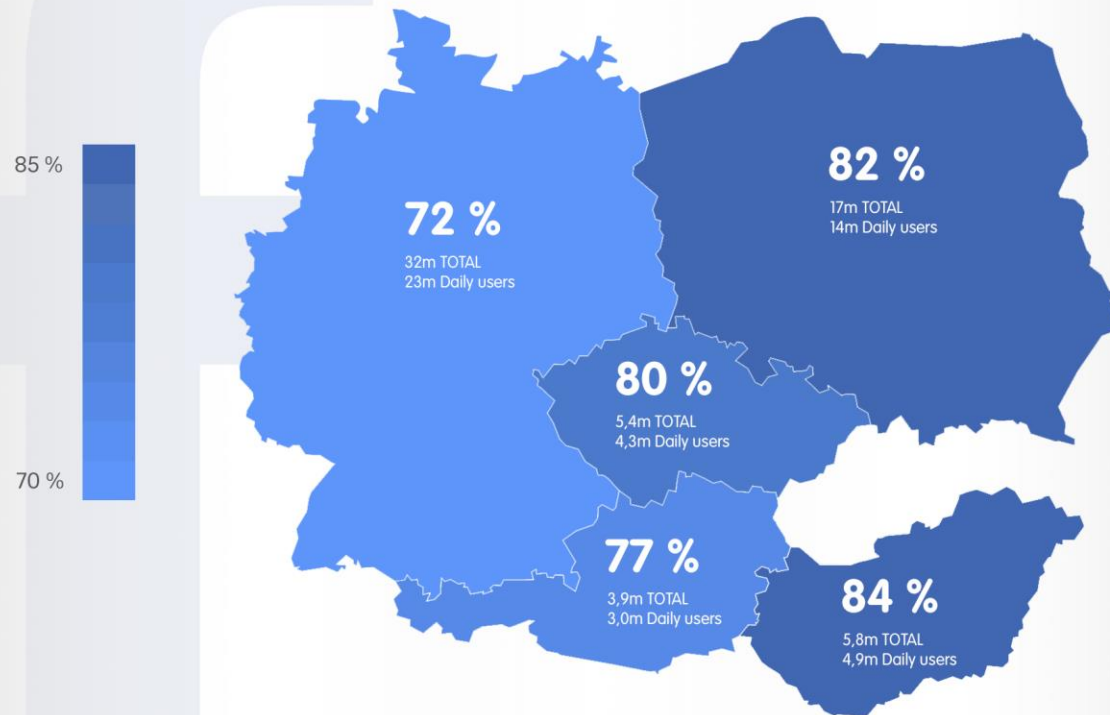 85 %
70 %
72 %
32m TOTAL
23m Daily users
82 %
17m TOTAL
14m Daily users
80 %
5,4m TOTAL
4,3m Daily users
77 %
3,9m TOTAL
3,0m Daily users
84 %
5,8m TOTAL
4,9m Daily users